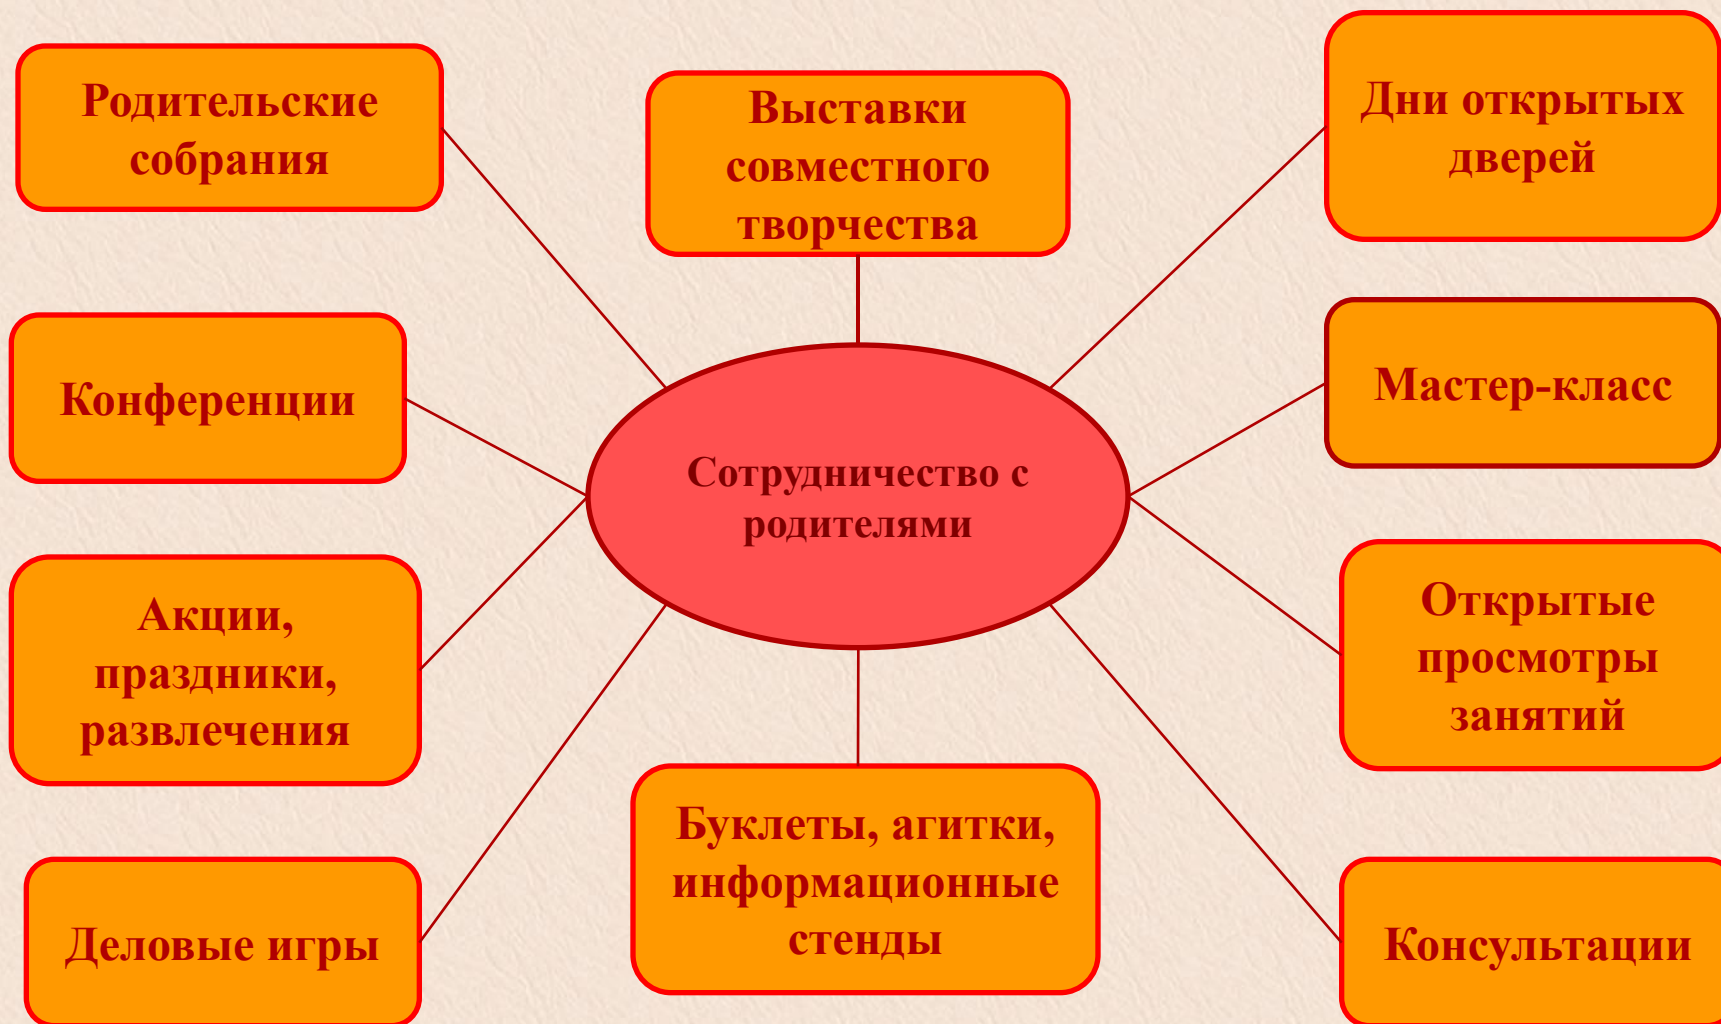 Родительские
собрания
Выставки
совместного
творчества
Дни открытых
дверей
Конференции
Мастер-класс
Сотрудничество с
родителями
Акции,
праздники,
развлечения
Открытые
просмотры
занятий
Буклеты, агитки,
информационные
стенды
Деловые игры
Консультации